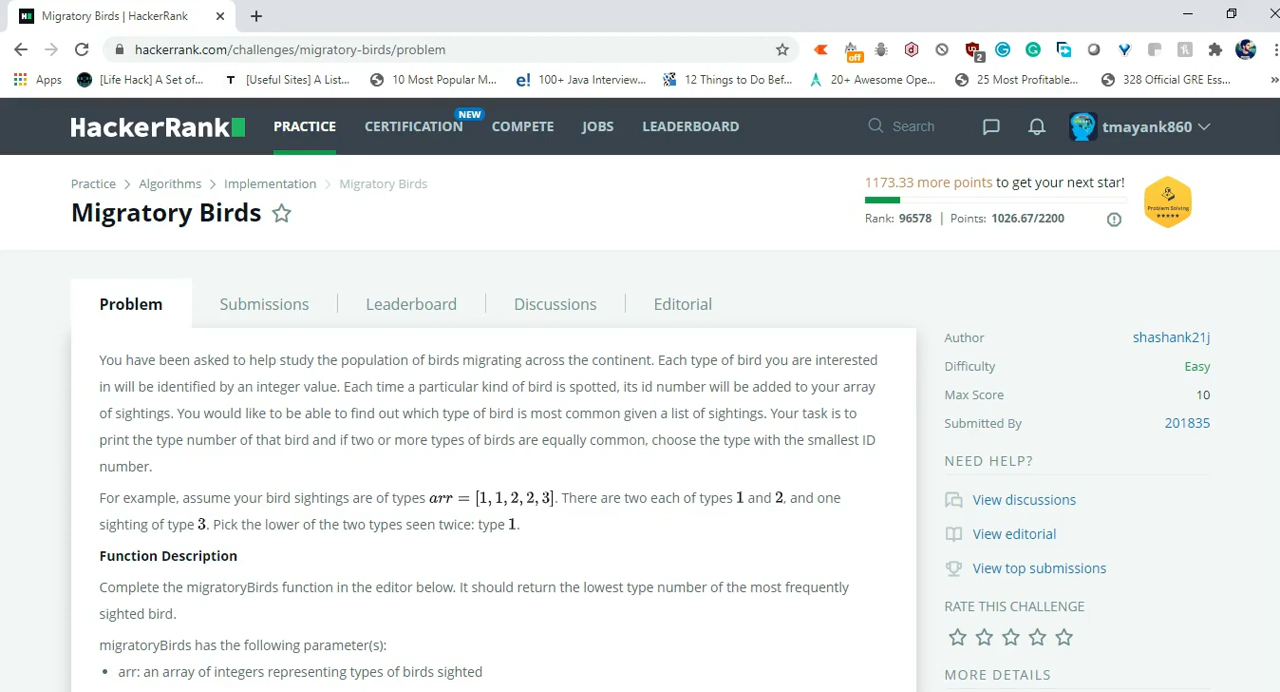 Migratory Birds | HackerRank
hackerrank.com/challenges/migratory-birds/problem
off
2
Apps
[Life Hack] A Set of...
[Useful Sites] A List...
10 Most Popular M...
100+ Java Interview...
12 Things to Do Bef...
20+ Awesome Ope...
25 Most Profitable...
328 Official GRE Ess...
»
HackerRank
PRACTICE
CERTIFICATION
NEW
COMPETE
JOBS
LEADERBOARD
Search
tmayank860
Practice > Algorithms > Implementation > Migratory Birds
Migratory Birds
1173.33 more points to get your next star!
Rank: 96578 | Points: 1026.67/2200
Problem Solving
Problem
Submissions
Leaderboard
Discussions
Editorial
You have been asked to help study the population of birds migrating across the continent. Each type of bird you are interested
in will be identified by an integer value. Each time a particular kind of bird is spotted, its id number will be added to your array
of sightings. You would like to be able to find out which type of bird is most common given a list of sightings. Your task is to
print the type number of that bird and if two or more types of birds are equally common, choose the type with the smallest ID
number.
For example, assume your bird sightings are of types arr = [1, 1, 2, 2, 3]. There are two each of types 1 and 2, and one
sighting of type 3. Pick the lower of the two types seen twice: type 1.
Function Description
Complete the migratoryBirds function in the editor below. It should return the lowest type number of the most frequently
sighted bird.
migratoryBirds has the following parameter(s):
• arr: an array of integers representing types of birds sighted
Author shashank21j
Difficulty Easy
Max Score 10
Submitted By 201835
NEED HELP?
View discussions
View editorial
View top submissions
RATE THIS CHALLENGE
MORE DETAILS